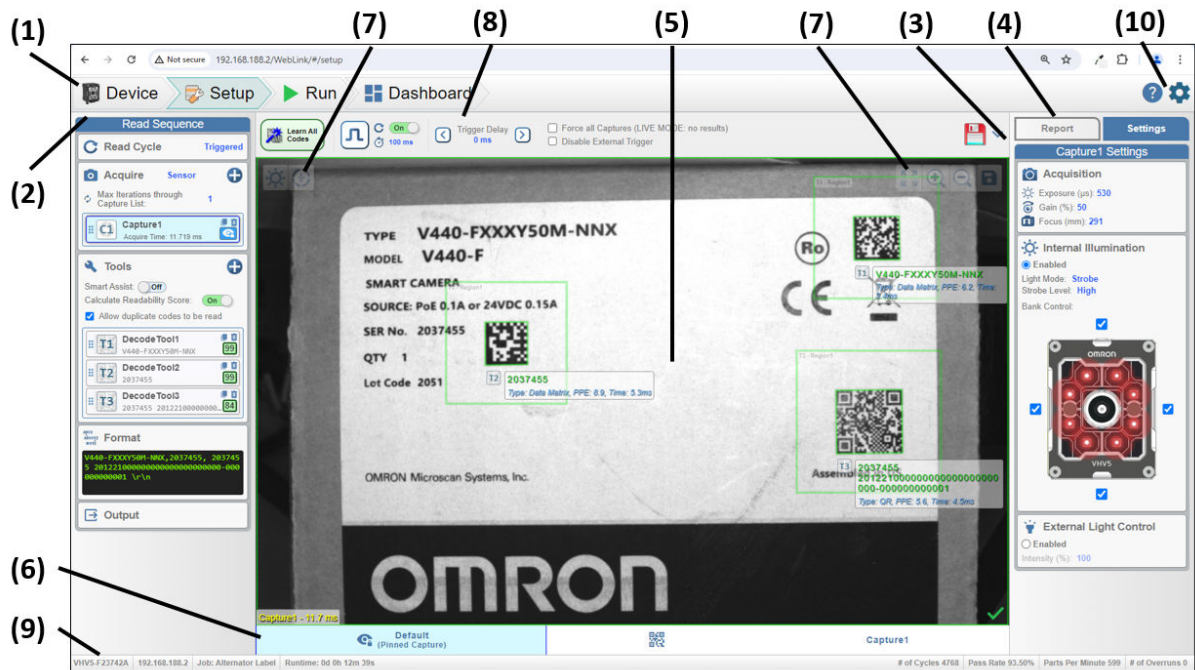 (1)
(7)
(8)
(5)
(7)
(3)
(4)
(10)
Not secure 192.168.188.2/WebLink/#/setup
Device
Setup
Run
Dashboard
?
(2)
Read Sequence
Read Cycle Triggered
Acquire Sensor
Max Iterations through
Capture List: 1
C1 Capture1
Acquire Time: 11.719 ms
Tools
Smart Assist: Off
Calculate Readability Score: On
Allow duplicate codes to be read
T1 DecodeTool1
V440-FXXXY50M-NNX 99
T2 DecodeTool2
2037455 99
T3 DecodeTool3
2037455 20122100000000... 84
Format
V440-FXXXY50M-NNX,2037455, 203745
5 2012210000000000000000000000-000
000000001 \r\n
Output
Learn All
Codes
On
100 ms
Trigger Delay
0 ms
Force all Captures (LIVE MODE: no results)
Disable External Trigger
TYPE V440-FXXXY50M-NNX
MODEL V440-F
SMART CAMERA
SOURCE: PoE 0.1A or 24VDC 0.15A
SER No. 2037455
QTY 1
Lot Code 2051
OMRON Microscan Systems, Inc.
T2 2037455
Type: Data Matrix, PPE: 6.9, Time: 5.3ms
Ro
CE
T1 V440-FXXXY50M-NNX
Type: Data Matrix, PPE: 6.2, Time:
T3 2037455
Type: QR, PPE: 5.6, Time: 4.5ms
OMRON
Capture1 - 11.7 ms
Report
Settings
Capture1 Settings
Acquisition
Exposure (µs): 530
Gain (%): 50
Focus (mm): 291
Internal Illumination
Enabled
Light Mode: Strobe
Strobe Level: High
Bank Control:
OMRON
VHV5
External Light Control
Enabled
Intensity (%): 100
(6)
Default
(Pinned Capture)
Capture1
(9)
VHV5-F23742A 192.168.188.2 Job: Alternator Label Runtime: 0d 0h 12m 39s
# of Cycles 4768 Pass Rate 93.50% Parts Per Minute 599 # of Overruns 0